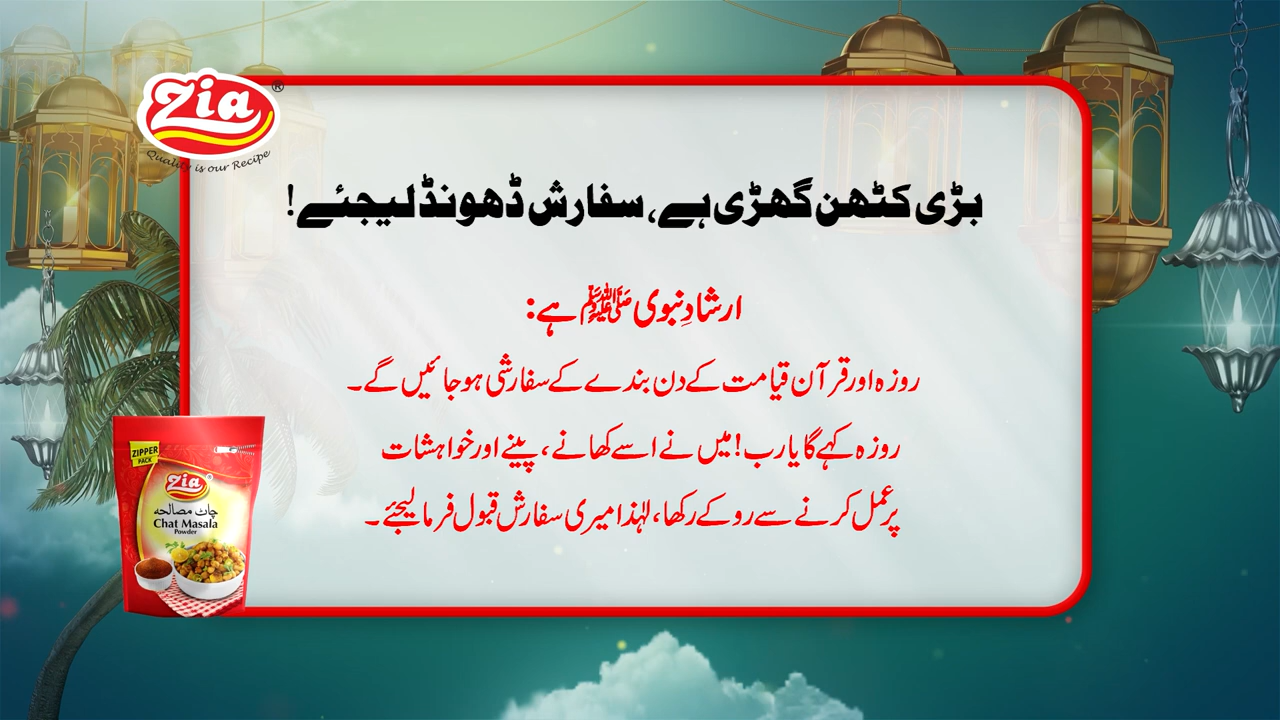 Zia®
Quality is our Recipe
بڑی کٹھن گھڑی ہے، سفارش ڈھونڈ لیجئے!
ارشادِ نبوی ﷺ ہے:
روزہ اور قرآن قیامت کے دن بندے کے سفارشی ہو جائیں گے۔
روزہ کہے گا یا رب! میں نے اسے کھانے، پینے اور خواہشات
پر عمل کرنے سے روکے رکھا، لہٰذا میری سفارش قبول فرما لیجئے۔
ZIPPER
PACK
Zia
چاٹ مصالحہ
Chat Masala
Powder